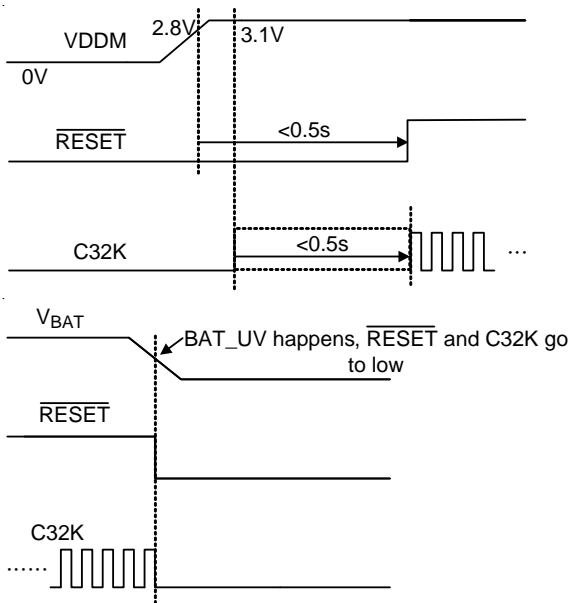 VDDM
2.8V
3.1V
0V
RESET
<0.5s
C32K
<0.5s
...
VBAT
BAT_UV happens, RESET and C32K go
to low
RESET
C32K
......